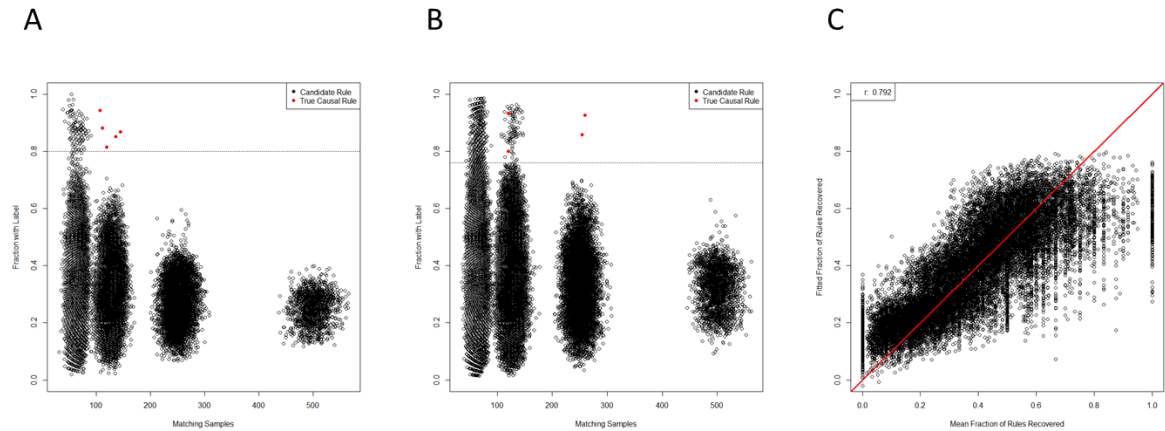 A
B
C
Candidate Rule
True Causal Rule
Fraction with Label
0.0
0.2
0.4
0.6
0.8
1.0
100
200
300
400
500
Matching Samples
Candidate Rule
True Causal Rule
Fraction with Label
0.0
0.2
0.4
0.6
0.8
1.0
100
200
300
400
500
Matching Samples
r: 0.792
Fitted Fraction of Rules Recovered
0.0
0.2
0.4
0.6
0.8
1.0
0.0
0.2
0.4
0.6
0.8
1.0
Mean Fraction of Rules Recovered